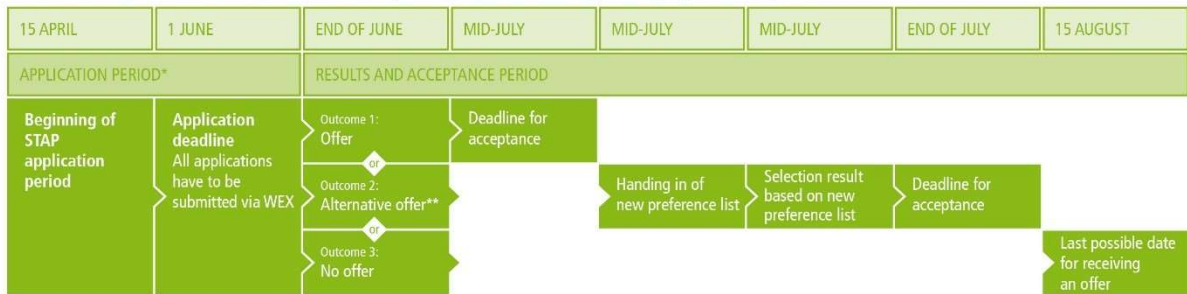 15 APRIL
1 JUNE
END OF JUNE
MID-JULY
MID-JULY
MID-JULY
END OF JULY
15 AUGUST
APPLICATION PERIOD*
RESULTS AND ACCEPTANCE PERIOD
Beginning of
STAP
application
period
Application
deadline
All applications
have to be
submitted via WEX
Outcome 1:
Offer
or
Outcome 2:
Alternative offer**
or
Outcome 3:
No offer
Deadline for
acceptance
Handing in of
new preference list
Selection result
based on new
preference list
Deadline for
acceptance
Last possible date
for receiving
an offer